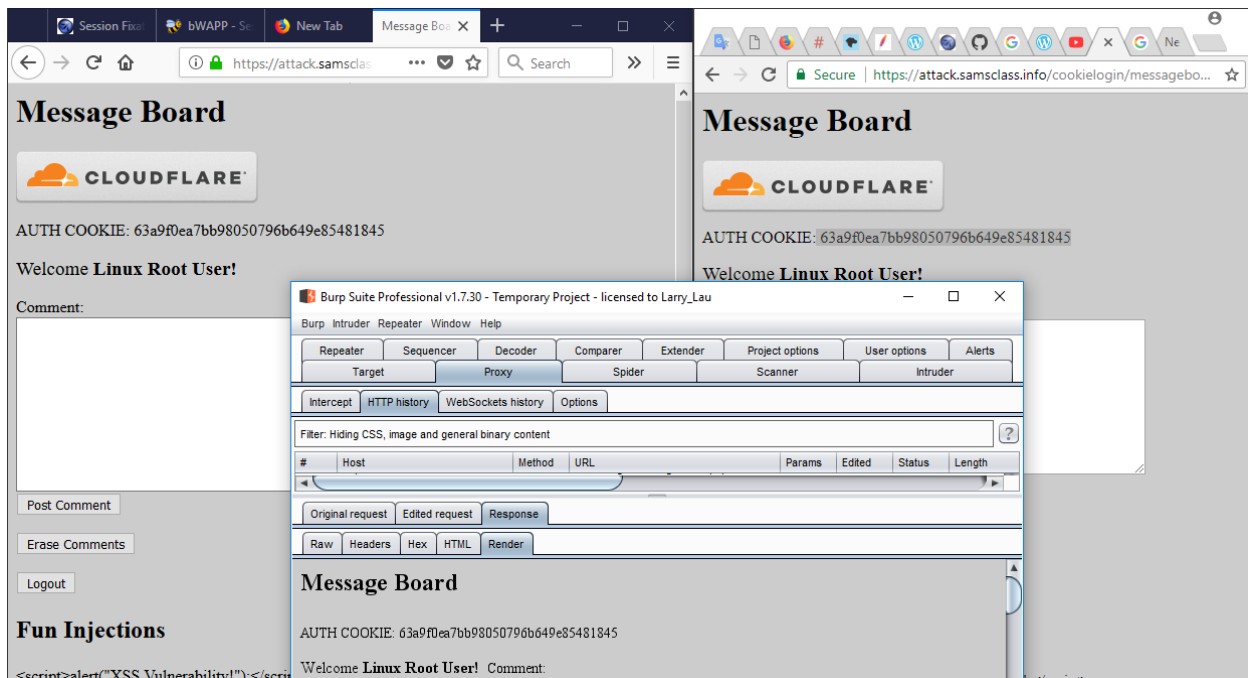 Session Fixa
bWAPP - Se
New Tab
Message Boa
https://attack.samsclas
Search
Message Board
CLOUDFLARE
AUTH COOKIE: 63a9f0ea7bb98050796b649e85481845
Welcome Linux Root User!
Comment:
Post Comment
Erase Comments
Logout
Fun Injections
<script>alert("XSS Vulnerability!");</scrip
Ne
Secure | https://attack.samsclass.info/cookielogin/messagebo...
Message Board
CLOUDFLARE
AUTH COOKIE: 63a9f0ea7bb98050796b649e85481845
Welcome Linux Root User!
Burp Suite Professional v1.7.30 - Temporary Project - licensed to Larry_Lau
Burp Intruder Repeater Window Help
Repeater Sequencer Decoder Comparer Extender Project options User options Alerts
Target Proxy Spider Scanner Intruder
Intercept HTTP history WebSockets history Options
Filter: Hiding CSS, image and general binary content
# Host Method URL Params Edited Status Length
Original request Edited request Response
Raw Headers Hex HTML Render
Message Board
AUTH COOKIE: 63a9f0ea7bb98050796b649e85481845
Welcome Linux Root User! Comment: